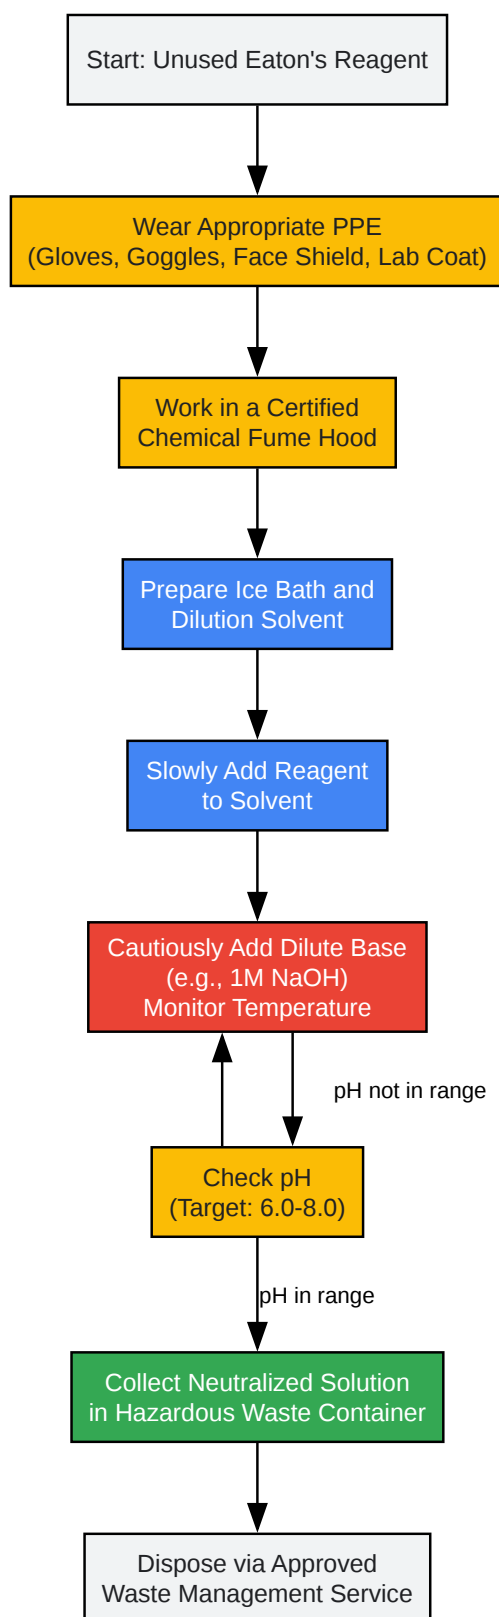 Start: Unused Eaton's Reagent
Wear Appropriate PPE
(Gloves, Goggles, Face Shield, Lab Coat)
Work in a Certified
Chemical Fume Hood
Prepare Ice Bath and
Dilution Solvent
Slowly Add Reagent
to Solvent
Cautiously Add Dilute Base
(e.g., 1M NaOH)
Monitor Temperature
pH not in range
Check pH
(Target: 6.0-8.0)
pH in range
Collect Neutralized Solution
in Hazardous Waste Container
Dispose via Approved
Waste Management Service